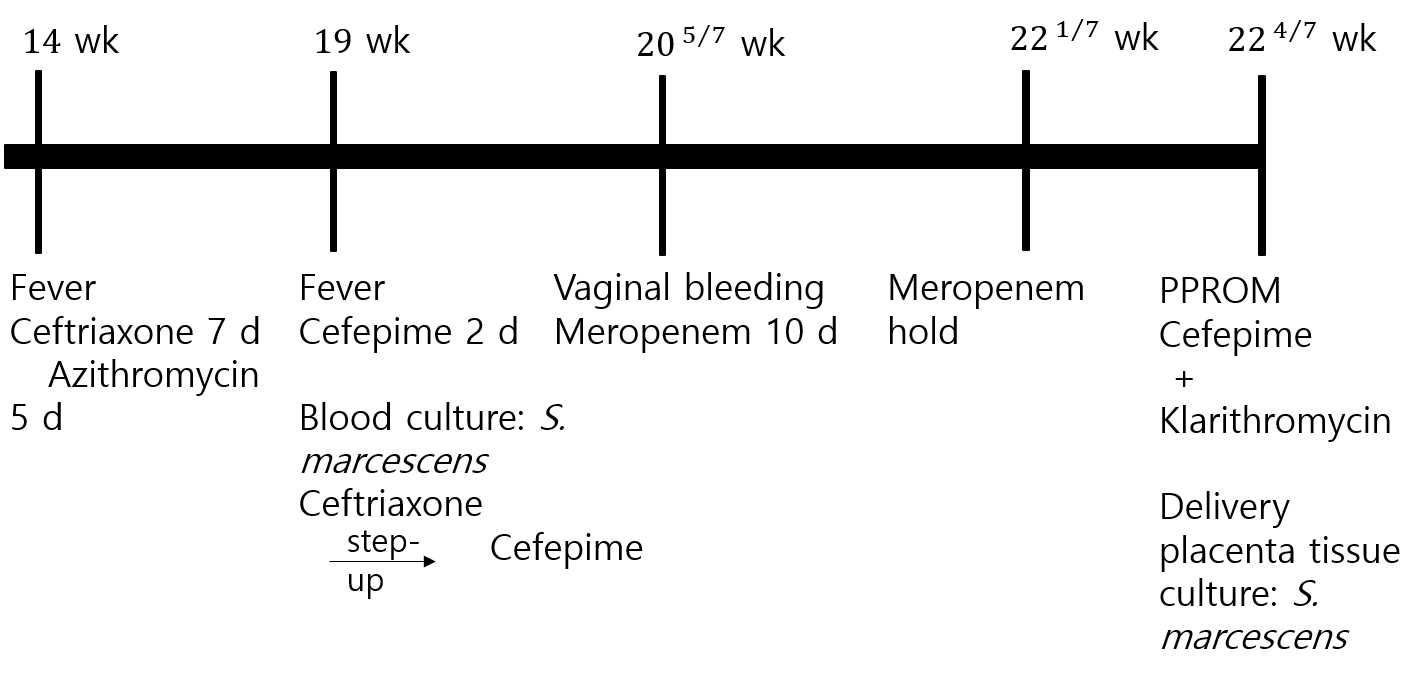 14 wk
19 wk
20 5/7 wk
22 1/7 wk
22 4/7 wk
Fever
Ceftriaxone 7 d
Azithromycin
5 d
Fever
Cefepime 2 d
Blood culture: S.
marcescens
Ceftriaxone
step-
up
Cefepime
Vaginal bleeding
Meropenem 10 d
Meropenem
hold
PPROM
Cefepime
+
Klarithromycin
Delivery
placenta tissue
culture: S.
marcescens